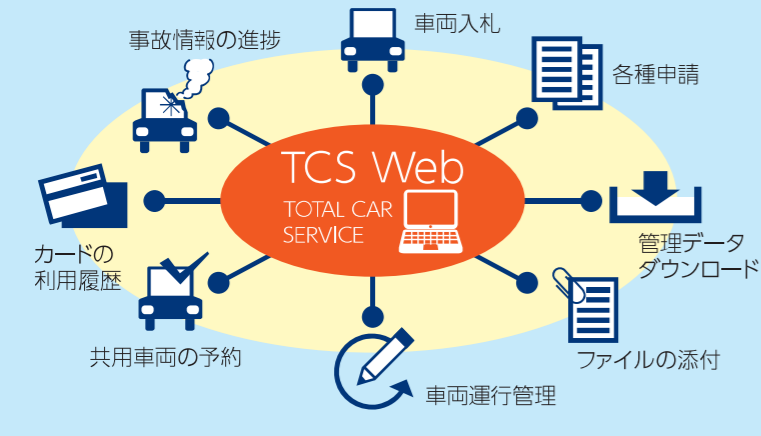 車両入札
事故情報の進捗
各種申請
TCS Web
TOTAL CAR
SERVICE
管理データ
ダウンロード
カードの
利用履歴
共用車両の予約
ファイルの添付
車両運行管理